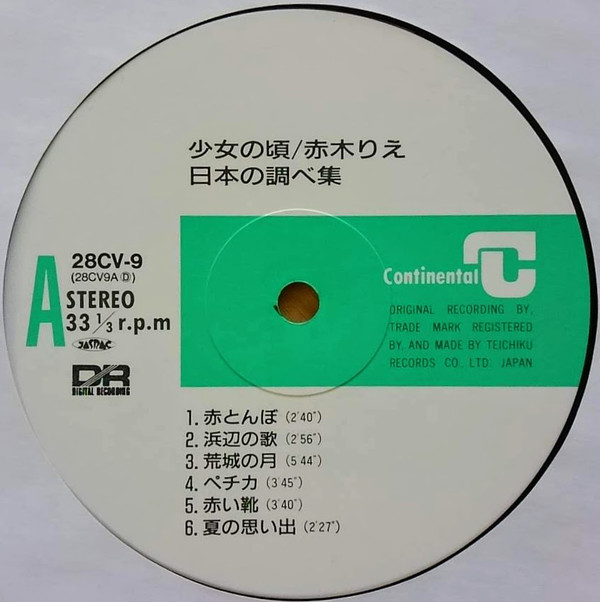 少女の頃/赤木りえ
日本の調べ集
A
28CV-9
(28CV9A Ⓓ)
STEREO
33 1/3 r.p.m
JASRAC
DR
DIGITAL RECORDING
Continental
ORIGINAL RECORDING BY,
TRADE MARK REGISTERED
BY, AND MADE BY TEICHIKU
RECORDS CO., LTD. JAPAN
1. 赤とんぼ (2'40")
2. 浜辺の歌 (2'56")
3. 荒城の月 (5'44")
4. ペチカ (3'45")
5. 赤い靴 (3'40")
6. 夏の思い出 (2'27")